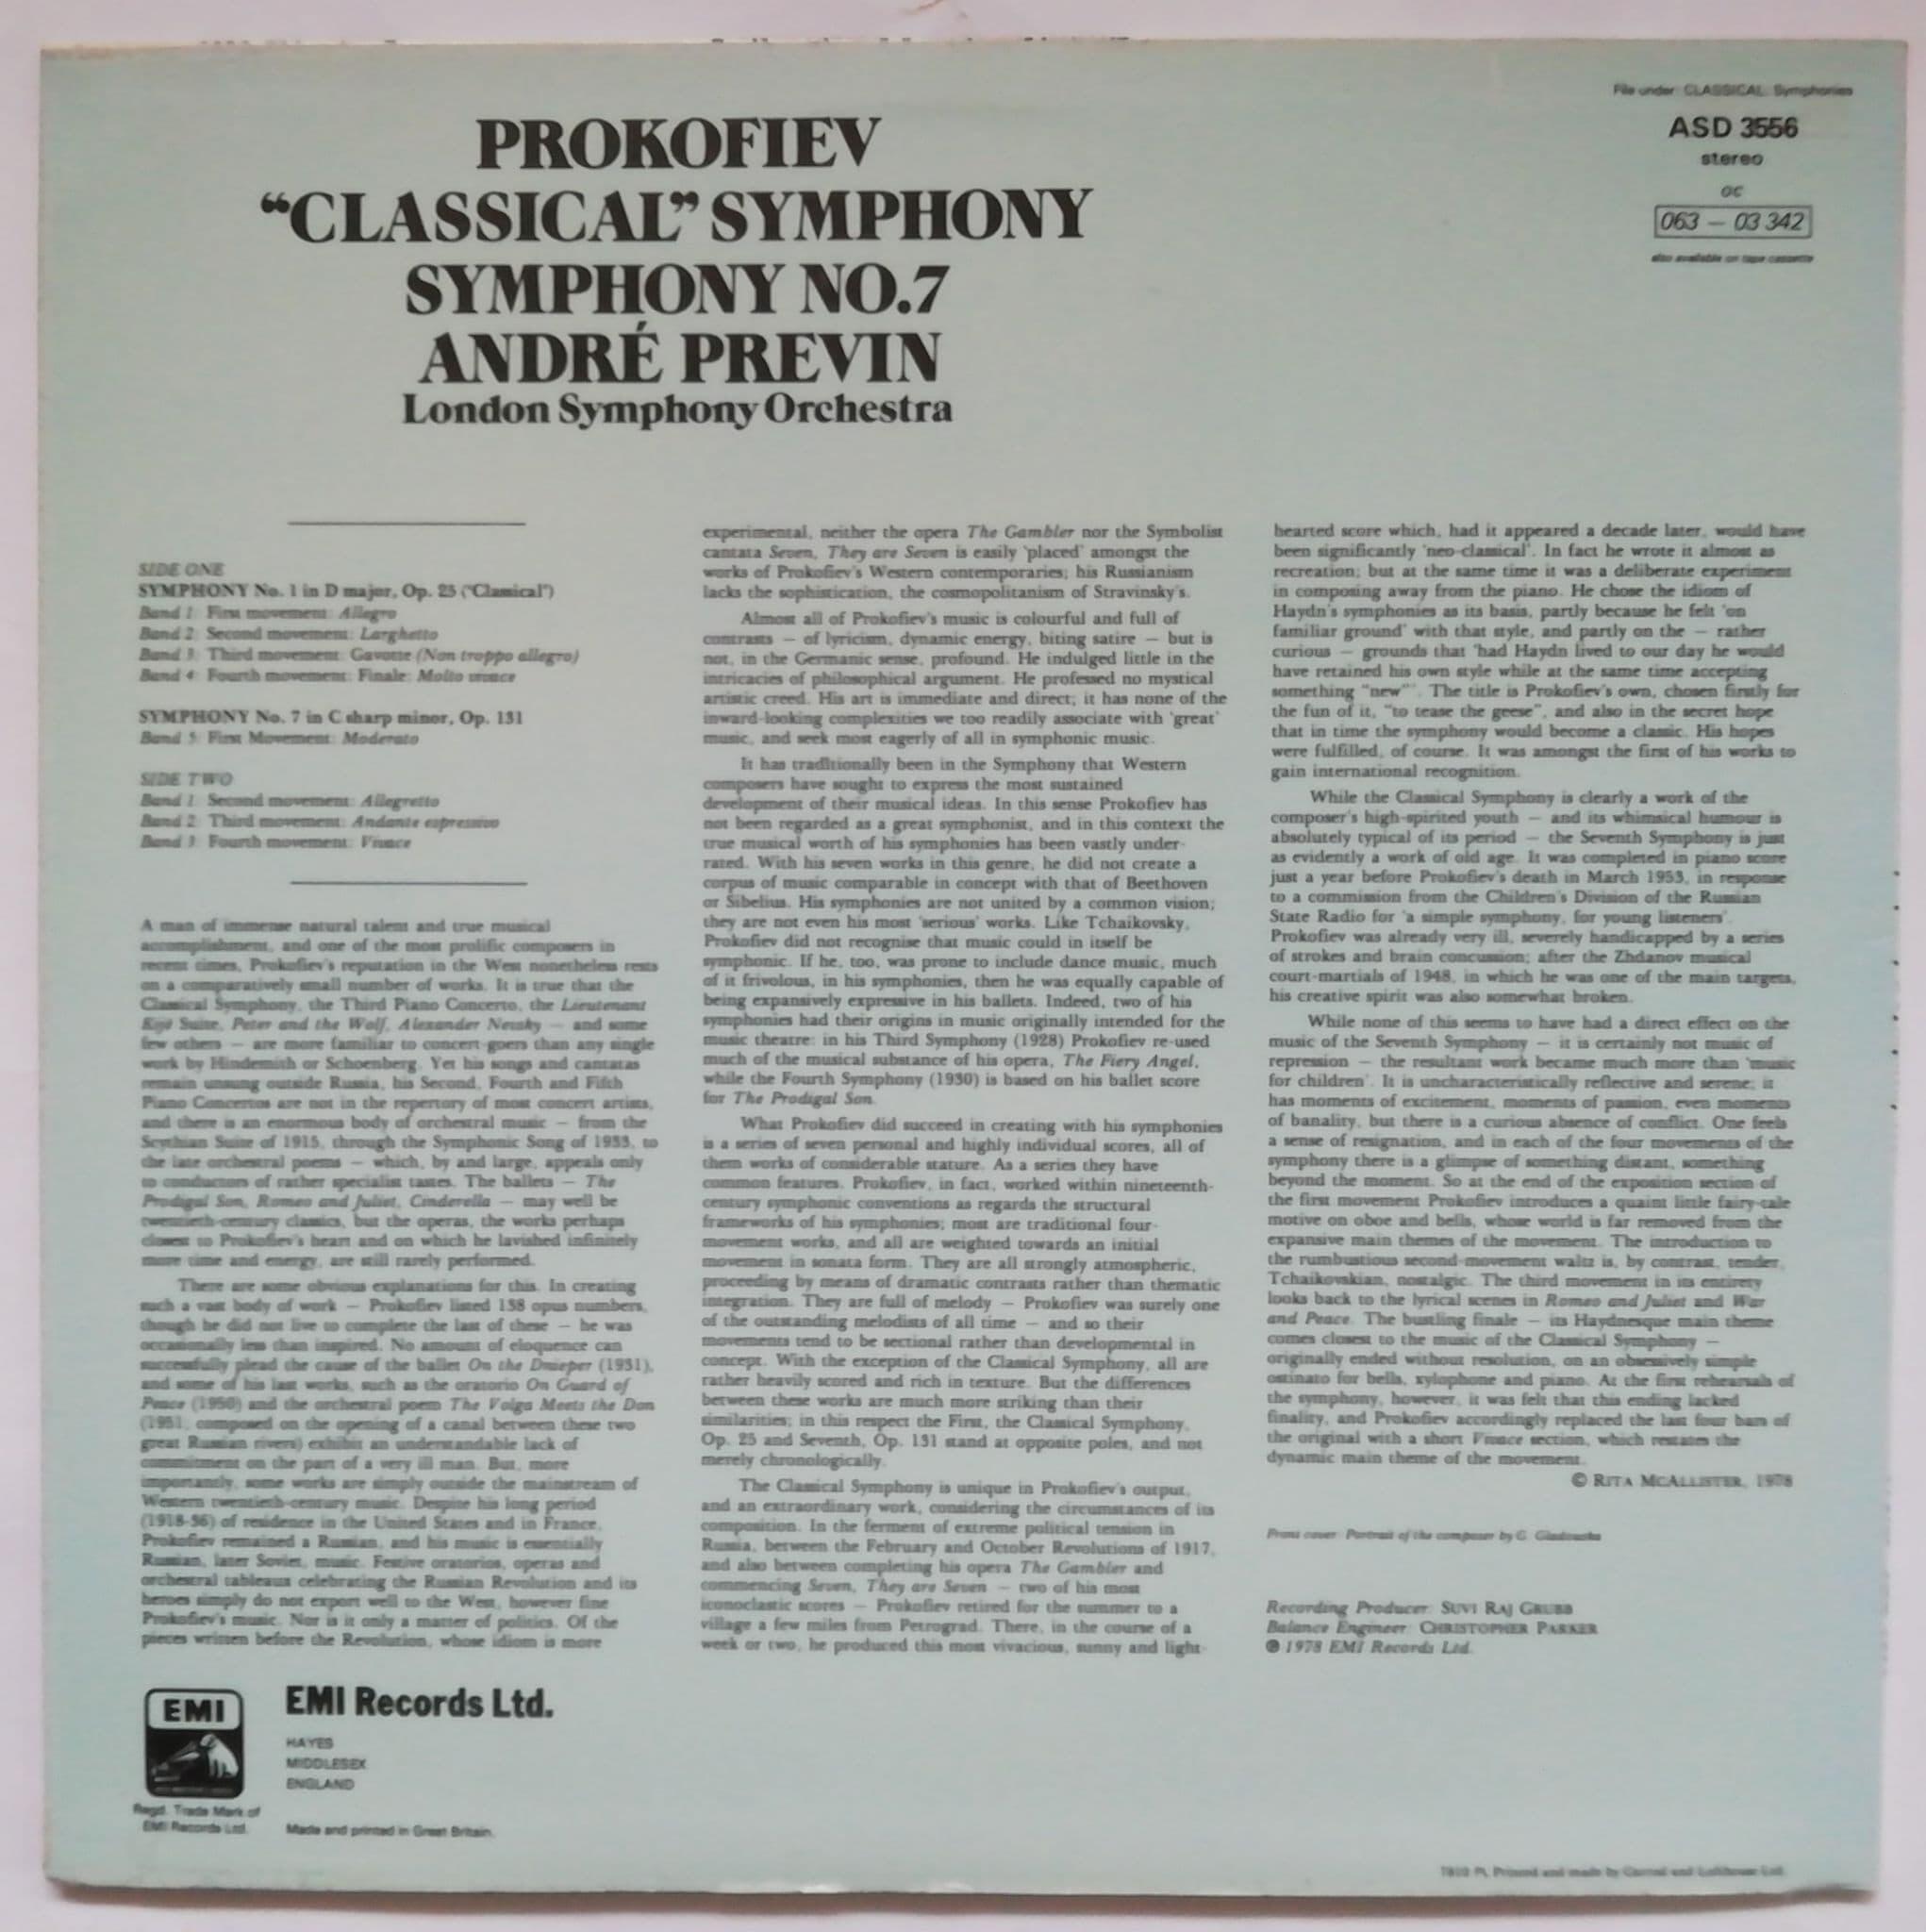 File under: CLASSICAL: Symphonies
ASD 3556
stereo
OC
063 — 03 342
also available on tape cassette
PROKOFIEV
“CLASSICAL” SYMPHONY
SYMPHONY NO.7
ANDRÉ PREVIN
London Symphony Orchestra
SIDE ONE
SYMPHONY No. 1 in D major, Op. 25 ("Classical")
Band 1: First movement: Allegro
Band 2: Second movement: Larghetto
Band 3: Third movement: Gavotte (Non troppo allegro)
Band 4: Fourth movement: Finale: Molto vivace
SYMPHONY No. 7 in C sharp minor, Op. 131
Band 5: First Movement: Moderato
SIDE TWO
Band 1: Second movement: Allegretto
Band 2: Third movement: Andante espressivo
Band 3: Fourth movement: Vivace
A man of immense natural talent and true musical
accomplishment, and one of the most prolific composers in
recent times, Prokofiev's reputation in the West nonetheless rests
on a comparatively small number of works. It is true that the
Classical Symphony, the Third Piano Concerto, the Lieutenant
Kijé Suite, Peter and the Wolf, Alexander Nevsky — and some
few others — are more familiar to concert-goers than any single
work by Hindemith or Schoenberg. Yet his songs and cantatas
remain unsung outside Russia, his Second, Fourth and Fifth
Piano Concertos are not in the repertory of most concert artists,
and there is an enormous body of orchestral music — from the
Scythian Suite of 1915, through the Symphonic Song of 1933, to
the late orchestral poems — which, by and large, appeals only
to conductors of rather specialist tastes. The ballets — The
Prodigal Son, Romeo and Juliet, Cinderella — may well be
twentieth-century classics, but the operas, the works perhaps
closest to Prokofiev's heart and on which he lavished infinitely
more time and energy, are still rarely performed.
There are some obvious explanations for this. In creating
such a vast body of work — Prokofiev listed 138 opus numbers,
though he did not live to complete the last of these — he was
occasionally less than inspired. No amount of eloquence can
successfully plead the cause of the ballet On the Dnieper (1931),
and some of his last works, such as the oratorio On Guard of
Peace (1950) and the orchestral poem The Volga Meets the Don
(1951, composed on the opening of a canal between these two
great Russian rivers) exhibit an understandable lack of
commitment on the part of a very ill man. But, more
importantly, some works are simply outside the mainstream of
Western twentieth-century music. Despite his long period
(1918-36) of residence in the United States and in France,
Prokofiev remained a Russian, and his music is essentially
Russian, later Soviet, music. Festive oratorios, operas and
orchestral tableaux celebrating the Russian Revolution and its
heroes simply do not export well to the West, however fine
Prokofiev's music. Nor is it only a matter of politics. Of the
pieces written before the Revolution, whose idiom is more
experimental, neither the opera The Gambler nor the Symbolist
cantata Seven, They are Seven is easily 'placed' amongst the
works of Prokofiev's Western contemporaries; his Russianism
lacks the sophistication, the cosmopolitanism of Stravinsky's.
Almost all of Prokofiev's music is colourful and full of
contrasts — of lyricism, dynamic energy, biting satire — but is
not, in the Germanic sense, profound. He indulged little in the
intricacies of philosophical argument. He professed no mystical
artistic creed. His art is immediate and direct; it has none of the
inward-looking complexities we too readily associate with 'great'
music, and seek most eagerly of all in symphonic music.
It has traditionally been in the Symphony that Western
composers have sought to express the most sustained
development of their musical ideas. In this sense Prokofiev has
not been regarded as a great symphonist, and in this context the
true musical worth of his symphonies has been vastly under-
rated. With his seven works in this genre, he did not create a
corpus of music comparable in concept with that of Beethoven
or Sibelius. His symphonies are not united by a common vision;
they are not even his most 'serious' works. Like Tchaikovsky,
Prokofiev did not recognise that music could in itself be
symphonic. If he, too, was prone to include dance music, much
of it frivolous, in his symphonies, then he was equally capable of
being expansively expressive in his ballets. Indeed, two of his
symphonies had their origins in music originally intended for the
music theatre: in his Third Symphony (1928) Prokofiev re-used
much of the musical substance of his opera, The Fiery Angel,
while the Fourth Symphony (1930) is based on his ballet score
for The Prodigal Son.
What Prokofiev did succeed in creating with his symphonies
is a series of seven personal and highly individual scores, all of
them works of considerable stature. As a series they have
common features. Prokofiev, in fact, worked within nineteenth-
century symphonic conventions as regards the structural
frameworks of his symphonies; most are traditional four-
movement works, and all are weighted towards an initial
movement in sonata form. They are all strongly atmospheric,
proceeding by means of dramatic contrasts rather than thematic
integration. They are full of melody — Prokofiev was surely one
of the outstanding melodists of all time — and so their
movements tend to be sectional rather than developmental in
concept. With the exception of the Classical Symphony, all are
rather heavily scored and rich in texture. But the differences
between these works are much more striking than their
similarities; in this respect the First, the Classical Symphony,
Op. 25 and Seventh, Op. 131 stand at opposite poles, and not
merely chronologically.
The Classical Symphony is unique in Prokofiev's output,
and an extraordinary work, considering the circumstances of its
composition. In the ferment of extreme political tension in
Russia, between the February and October Revolutions of 1917,
and also between completing his opera The Gambler and
commencing Seven, They are Seven — two of his most
iconoclastic scores — Prokofiev retired for the summer to a
village a few miles from Petrograd. There, in the course of a
week or two, he produced this most vivacious, sunny and light-
hearted score which, had it appeared a decade later, would have
been significantly 'neo-classical'. In fact he wrote it almost as
recreation; but at the same time it was a deliberate experiment
in composing away from the piano. He chose the idiom of
Haydn's symphonies as its basis, partly because he felt 'on
familiar ground' with that style, and partly on the — rather
curious — grounds that 'had Haydn lived to our day he would
have retained his own style while at the same time accepting
something "new"'. The title is Prokofiev's own, chosen firstly for
the fun of it, "to tease the geese", and also in the secret hope
that in time the symphony would become a classic. His hopes
were fulfilled, of course. It was amongst the first of his works to
gain international recognition.
While the Classical Symphony is clearly a work of the
composer's high-spirited youth — and its whimsical humour is
absolutely typical of its period — the Seventh Symphony is just
as evidently a work of old age. It was completed in piano score
just a year before Prokofiev's death in March 1953, in response
to a commission from the Children's Division of the Russian
State Radio for 'a simple symphony, for young listeners'.
Prokofiev was already very ill, severely handicapped by a series
of strokes and brain concussion; after the Zhdanov musical
court-martials of 1948, in which he was one of the main targets,
his creative spirit was also somewhat broken.
While none of this seems to have had a direct effect on the
music of the Seventh Symphony — it is certainly not music of
repression — the resultant work became much more than 'music
for children'. It is uncharacteristically reflective and serene; it
has moments of excitement, moments of passion, even moments
of banality, but there is a curious absence of conflict. One feels
a sense of resignation, and in each of the four movements of the
symphony there is a glimpse of something distant, something
beyond the moment. So at the end of the exposition section of
the first movement Prokofiev introduces a quaint little fairy-tale
motive on oboe and bells, whose world is far removed from the
expansive main themes of the movement. The introduction to
the rumbustious second-movement waltz is, by contrast, tender,
Tchaikovskian, nostalgic. The third movement in its entirety
looks back to the lyrical scenes in Romeo and Juliet and War
and Peace. The bustling finale — its Haydnesque main theme
comes closest to the music of the Classical Symphony —
originally ended without resolution, on an obsessively simple
ostinato for bells, xylophone and piano. At the first rehearsals of
the symphony, however, it was felt that this ending lacked
finality, and Prokofiev accordingly replaced the last four bars of
the original with a short Vivace section, which restates the
dynamic main theme of the movement.
© RITA MCALLISTER, 1978
Front cover: Portrait of the composer by G.
Recording Producer: SUVI RAJ GRUBB
Balance Engineer: CHRISTOPHER PARKER
℗ 1978 EMI Records Ltd.
EMI
EMI Records Ltd.
HAYES
MIDDLESEX
ENGLAND
Regd. Trade Mark of
EMI Records Ltd.
Made and printed in Great Britain.
Printed and made by Garrod and Lofthouse Ltd.